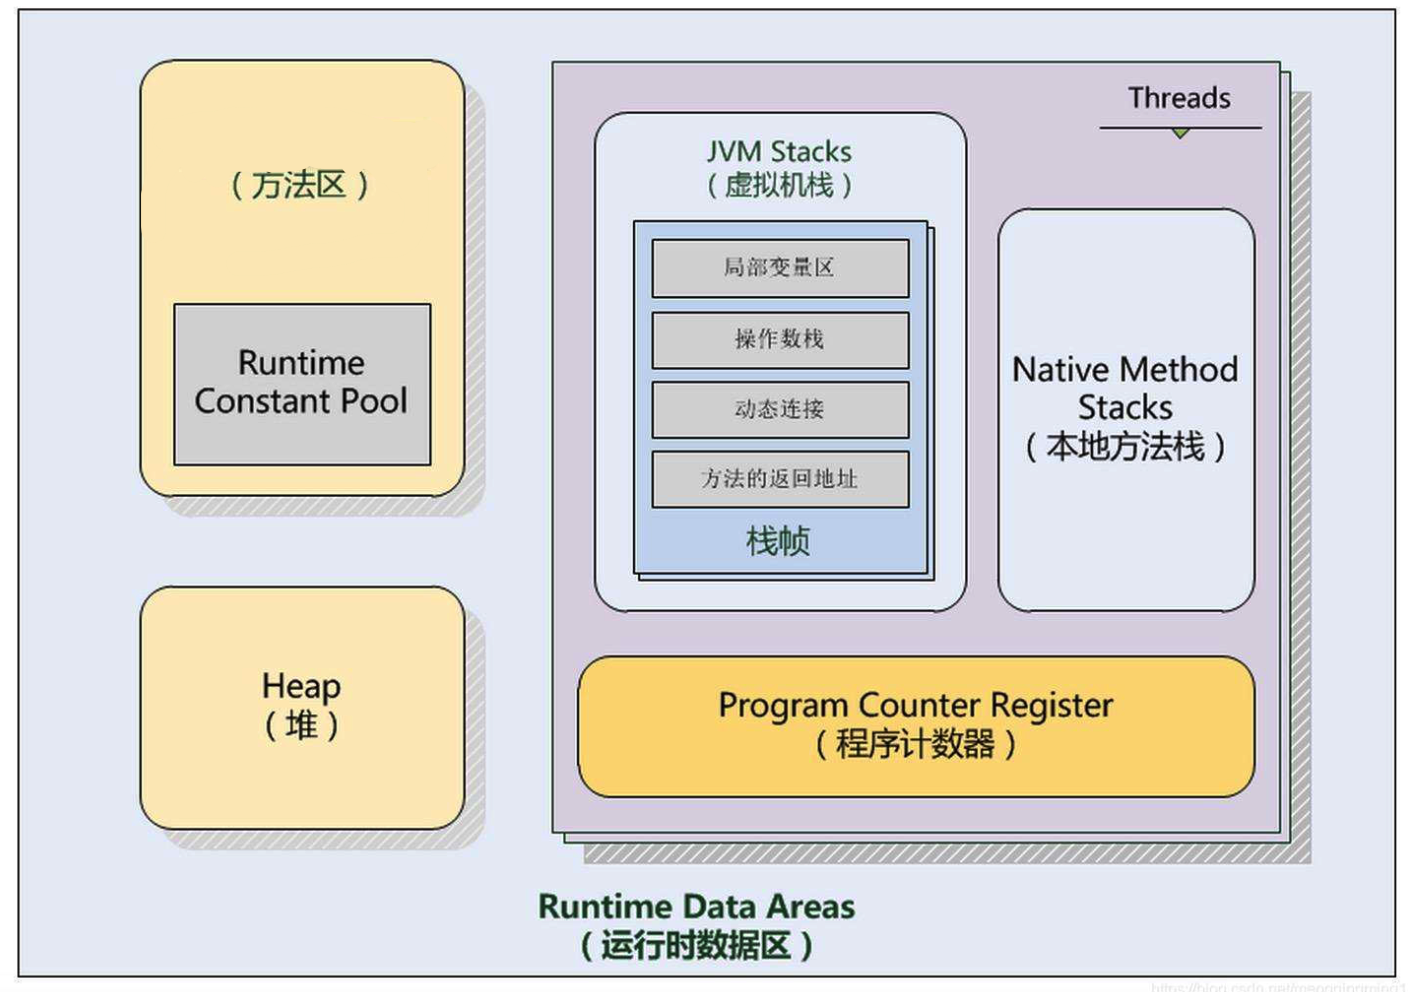 （方法区）
Runtime
Constant Pool
Heap
（堆）
Threads
JVM Stacks
（虚拟机栈）
局部变量区
操作数栈
动态连接
方法的返回地址
栈帧
Native Method
Stacks
（本地方法栈）
Program Counter Register
（程序计数器）
Runtime Data Areas
（运行时数据区）